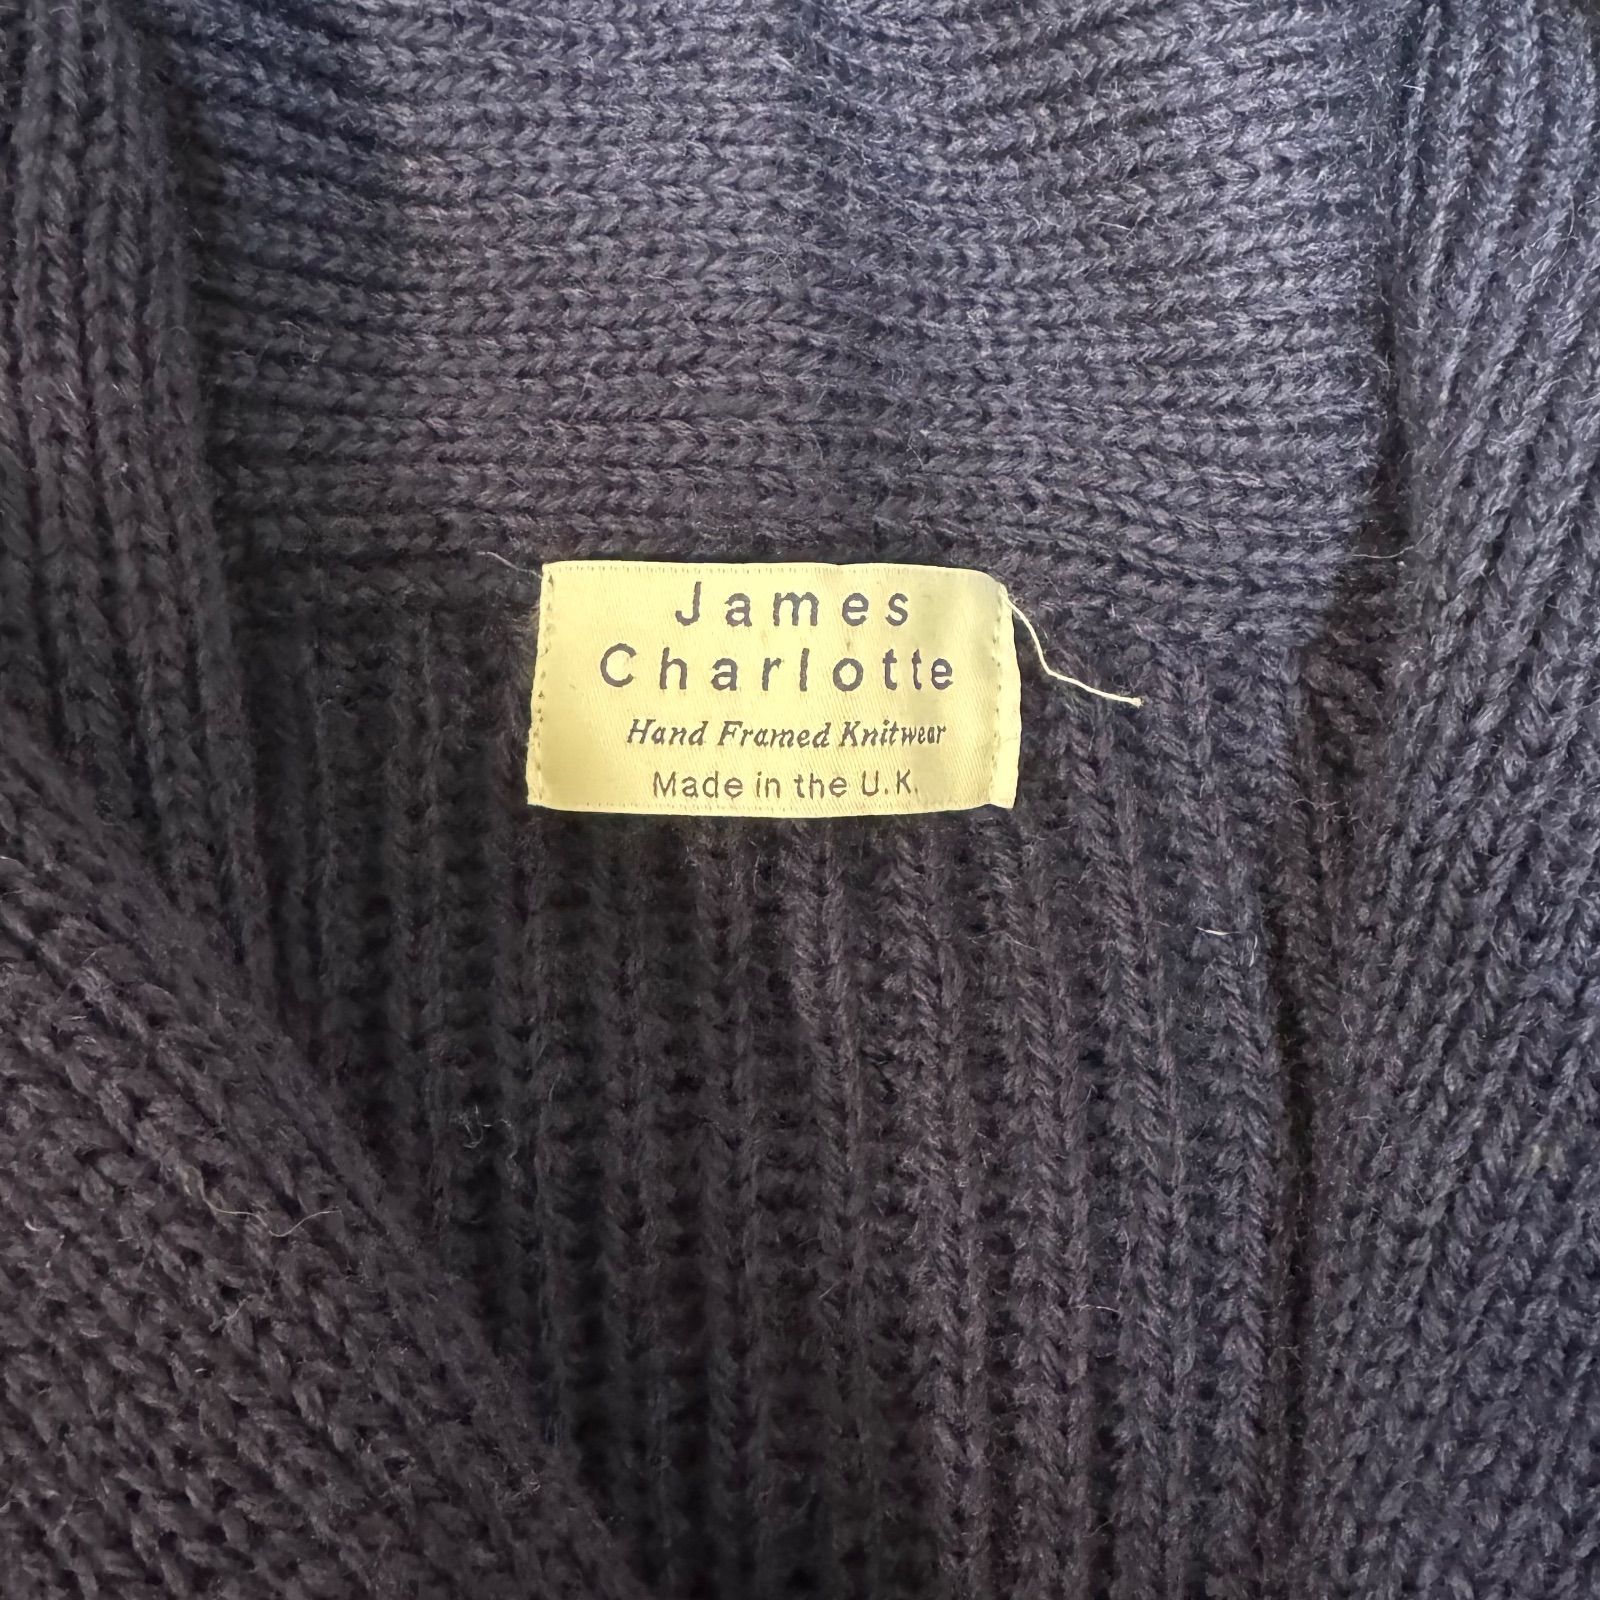 James
Charlotte
Hand Framed Knitwear
Made in the U.K.